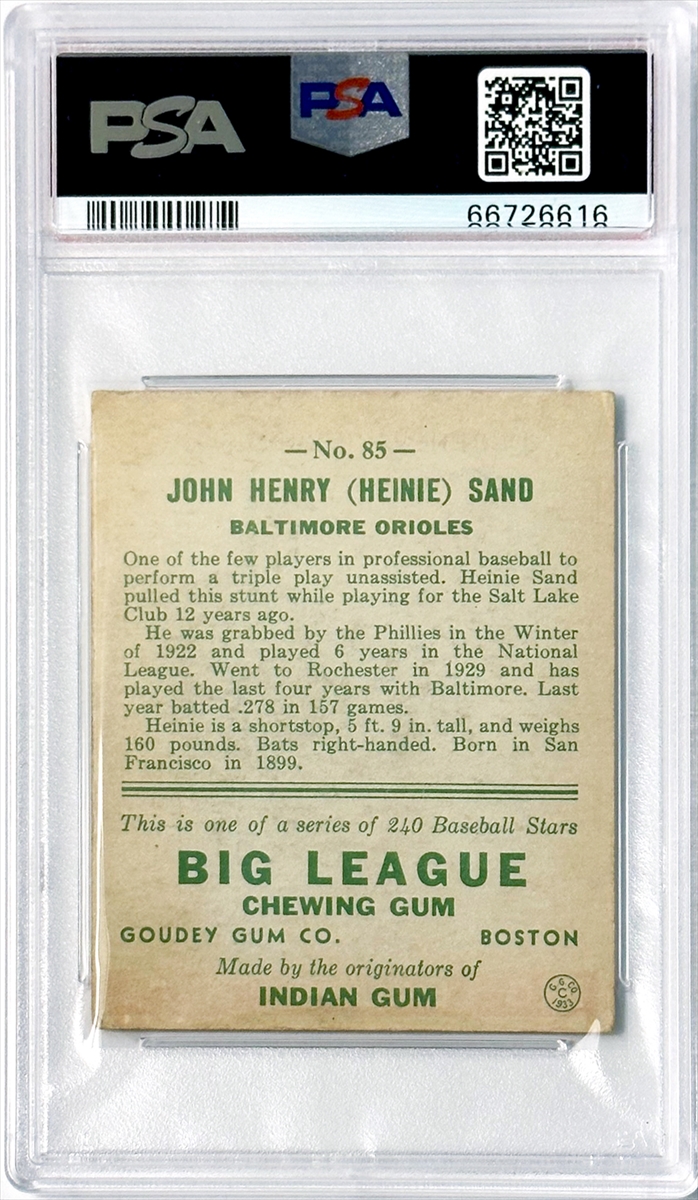 PSA
PSA
66726616
— No. 85 —
JOHN HENRY (HEINIE) SAND
BALTIMORE ORIOLES
One of the few players in professional baseball to
perform a triple play unassisted. Heinie Sand
pulled this stunt while playing for the Salt Lake
Club 12 years ago.
He was grabbed by the Phillies in the Winter
of 1922 and played 6 years in the National
League. Went to Rochester in 1929 and has
played the last four years with Baltimore. Last
year batted .278 in 157 games.
Heinie is a shortstop, 5 ft. 9 in. tall, and weighs
160 pounds. Bats right-handed. Born in San
Francisco in 1899.
This is one of a series of 240 Baseball Stars
BIG LEAGUE
CHEWING GUM
GOUDEY GUM CO. BOSTON
Made by the originators of
INDIAN GUM
G. G. CO.
C
1933